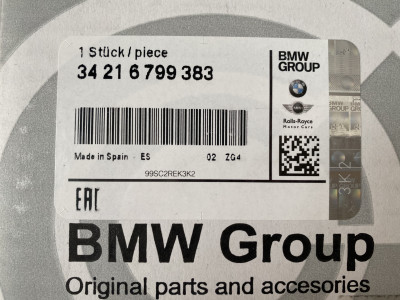 1 Stück / piece
34 21 6 799 383
Made in Spain - ES 02 ZG4
99SC2REK3K2
BMW
GROUP
Rolls-Royce
Motor Cars
EAC
BMW Group
Original parts and accesories